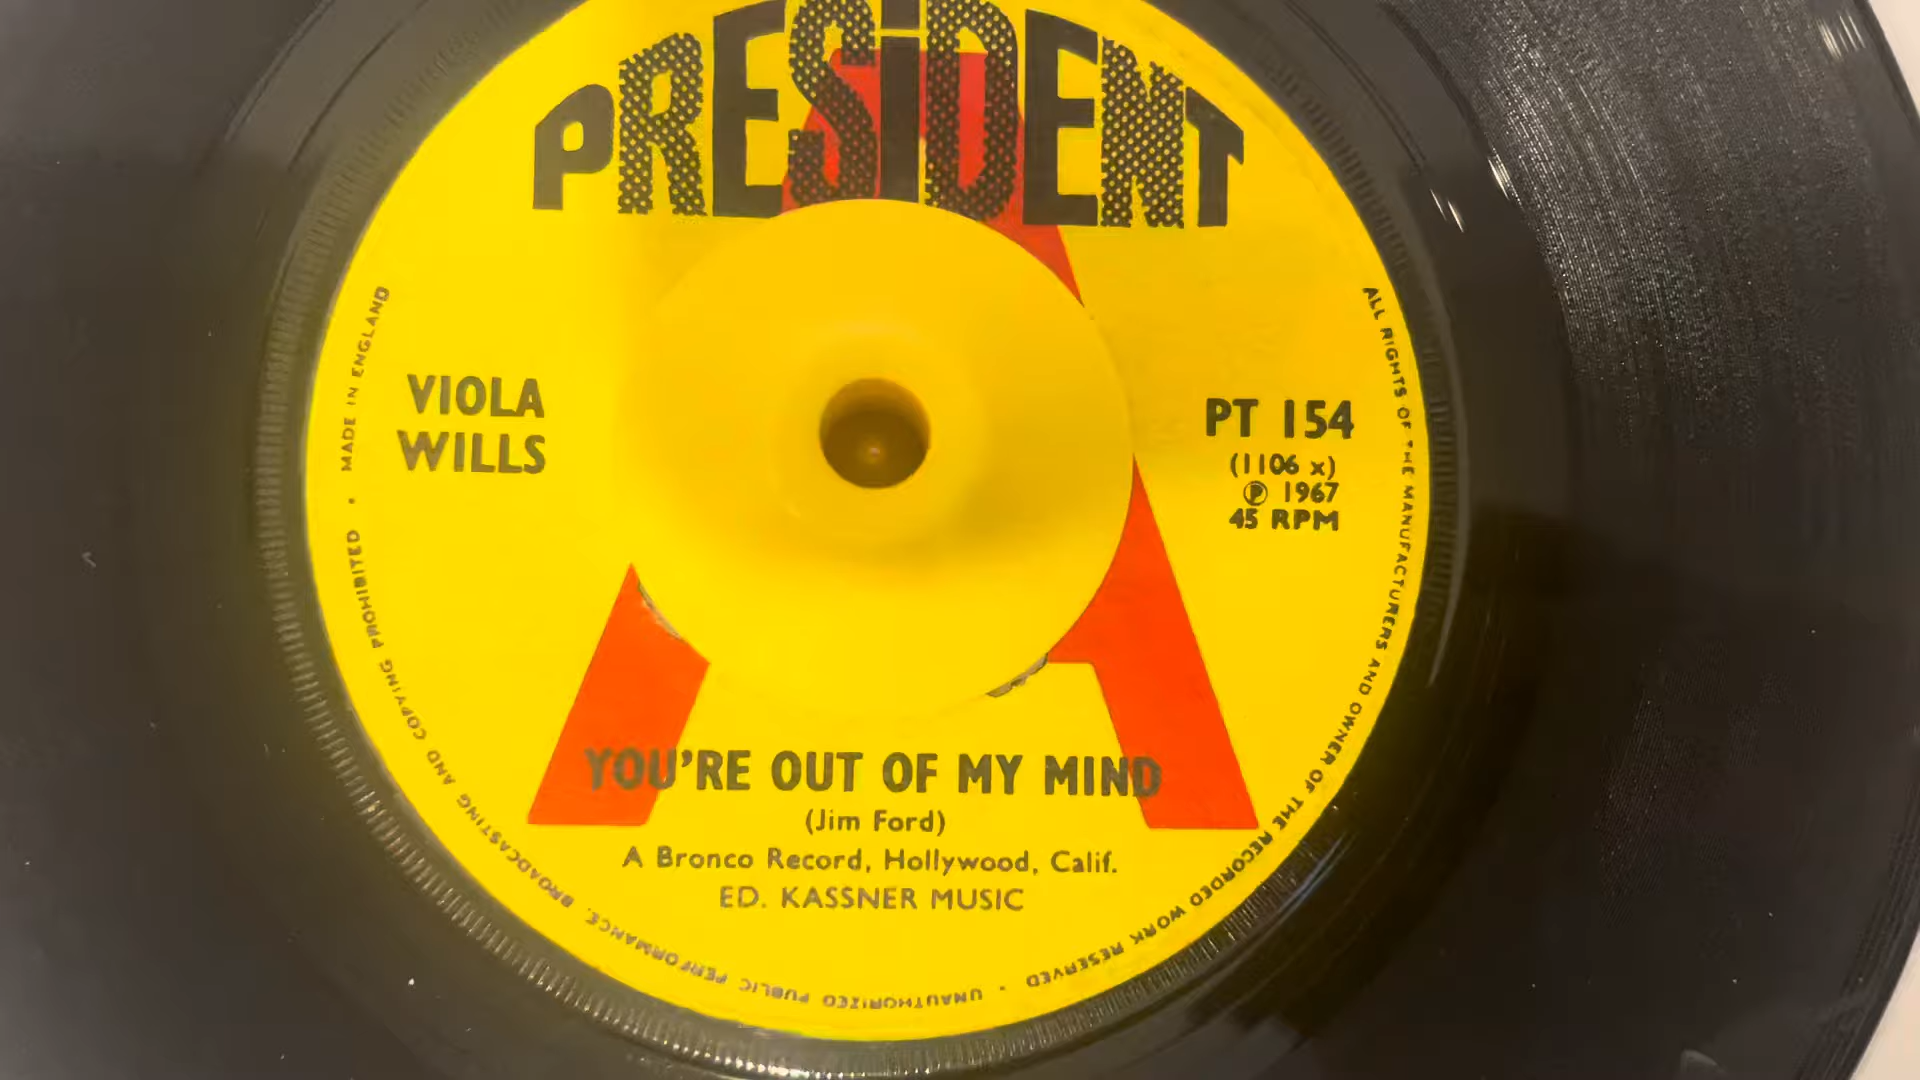 PRESiDENT
VIOLA
WILLS
PT 154
(1106 x)
℗ 1967
45 RPM
YOU'RE OUT OF MY MIND
(Jim Ford)
A Bronco Record, Hollywood, Calif.
ED. KASSNER MUSIC
ALL RIGHTS OF THE MANUFACTURERS AND OWNER OF THE RECORDED WORK RESERVED • UNAUTHORIZED PUBLIC PERFORMANCE, BROADCASTING AND COPYING PROHIBITED • MADE IN ENGLAND